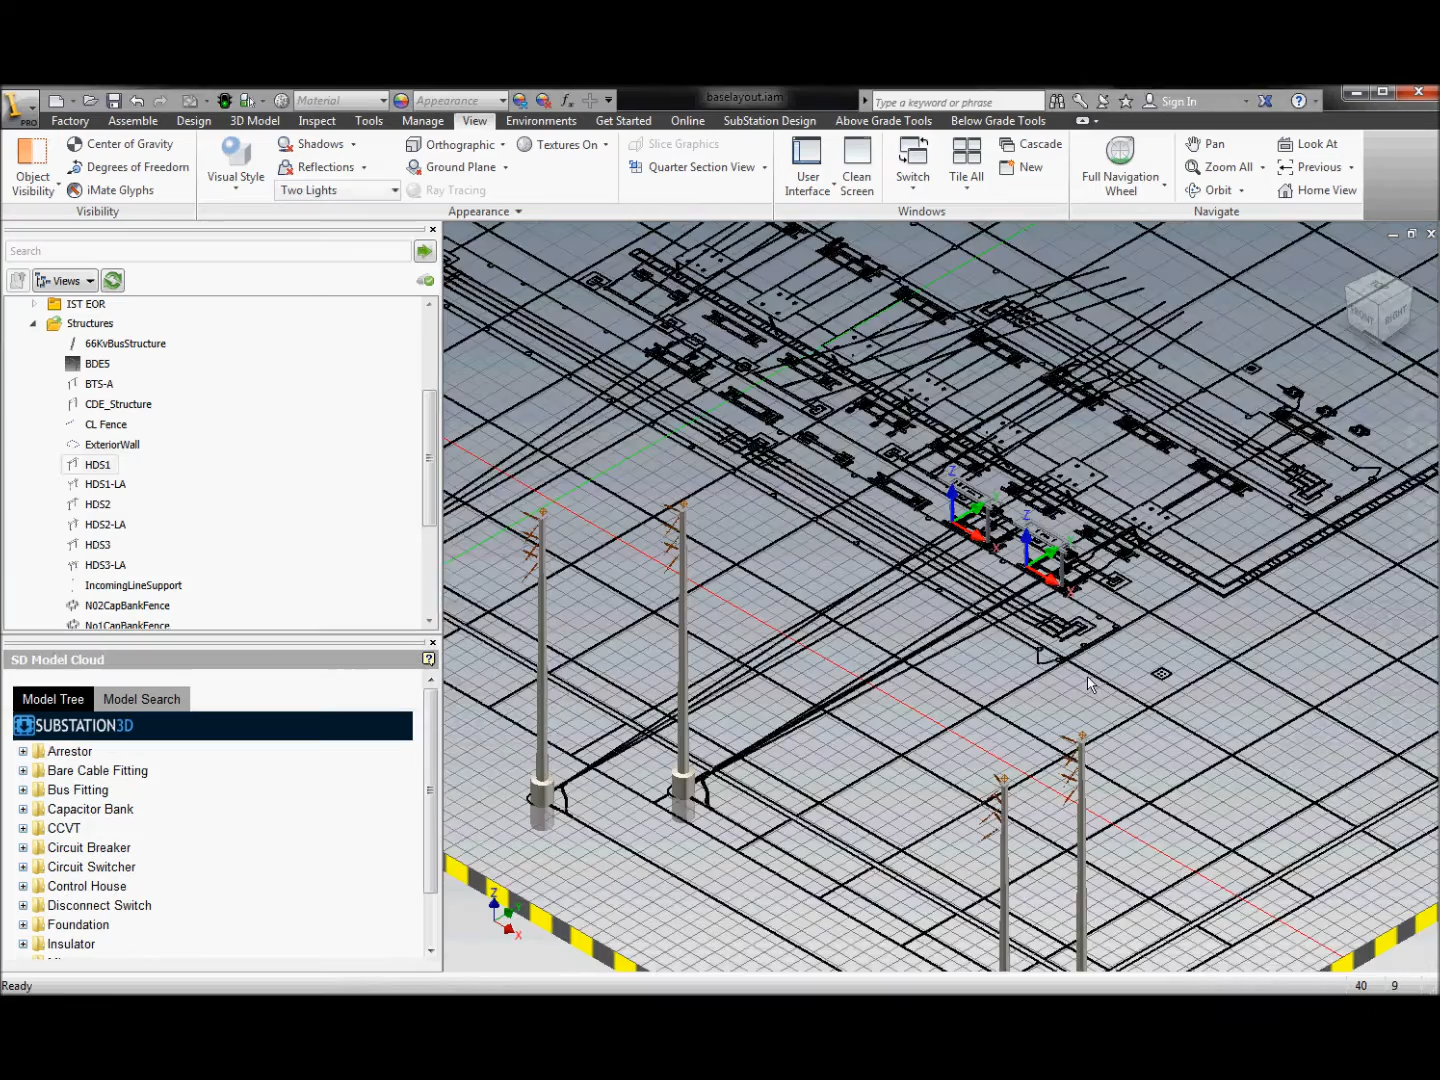 Material
Appearance
baselayout.iam
Type a keyword or phrase
Sign In
PRO
Factory Assemble Design 3D Model Inspect Tools Manage View Environments Get Started Online SubStation Design Above Grade Tools Below Grade Tools
Object Visibility
Center of Gravity
Degrees of Freedom
iMate Glyphs
Visibility
Visual Style
Shadows
Reflections
Two Lights
Orthographic
Ground Plane
Ray Tracing
Textures On
Slice Graphics
Quarter Section View
Appearance
User Interface
Clean Screen
Switch
Tile All
Cascade
New
Windows
Full Navigation Wheel
Pan
Zoom All
Orbit
Look At
Previous
Home View
Navigate
Search
Views
IST EOR
Structures
66KvBusStructure
BDE5
BTS-A
CDE_Structure
CL Fence
ExteriorWall
HDS1
HDS1-LA
HDS2
HDS2-LA
HDS3
HDS3-LA
IncomingLineSupport
N02CapBankFence
No1CapBankFence
SD Model Cloud
Model Tree Model Search
SUBSTATION3D
Arrestor
Bare Cable Fitting
Bus Fitting
Capacitor Bank
CCVT
Circuit Breaker
Circuit Switcher
Control House
Disconnect Switch
Foundation
Insulator
FRONT
RIGHT
Z
X
Z
X
Z
X
Ready
40 9